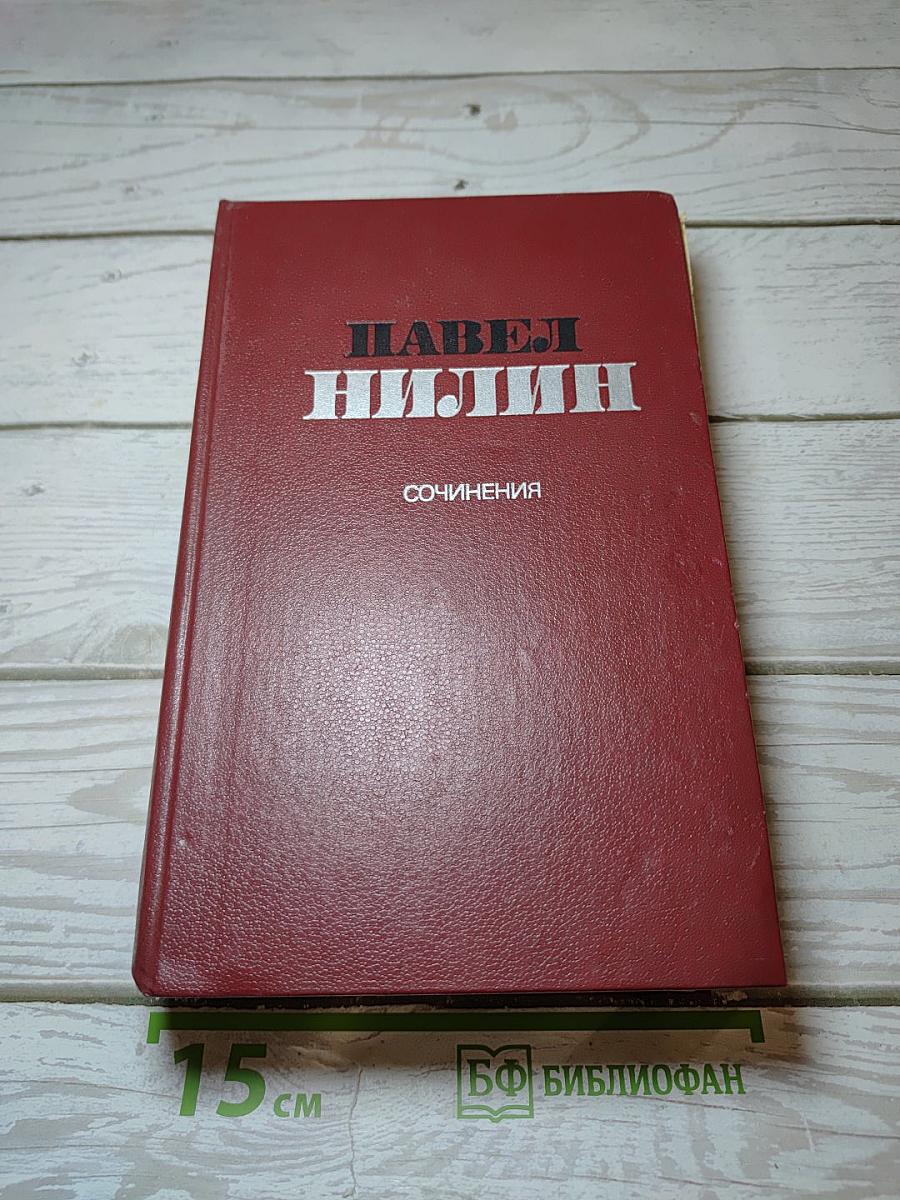 ПАВЕЛ
НИЛИН
СОЧИНЕНИЯ
15 см
БФ БИБЛИОФАН